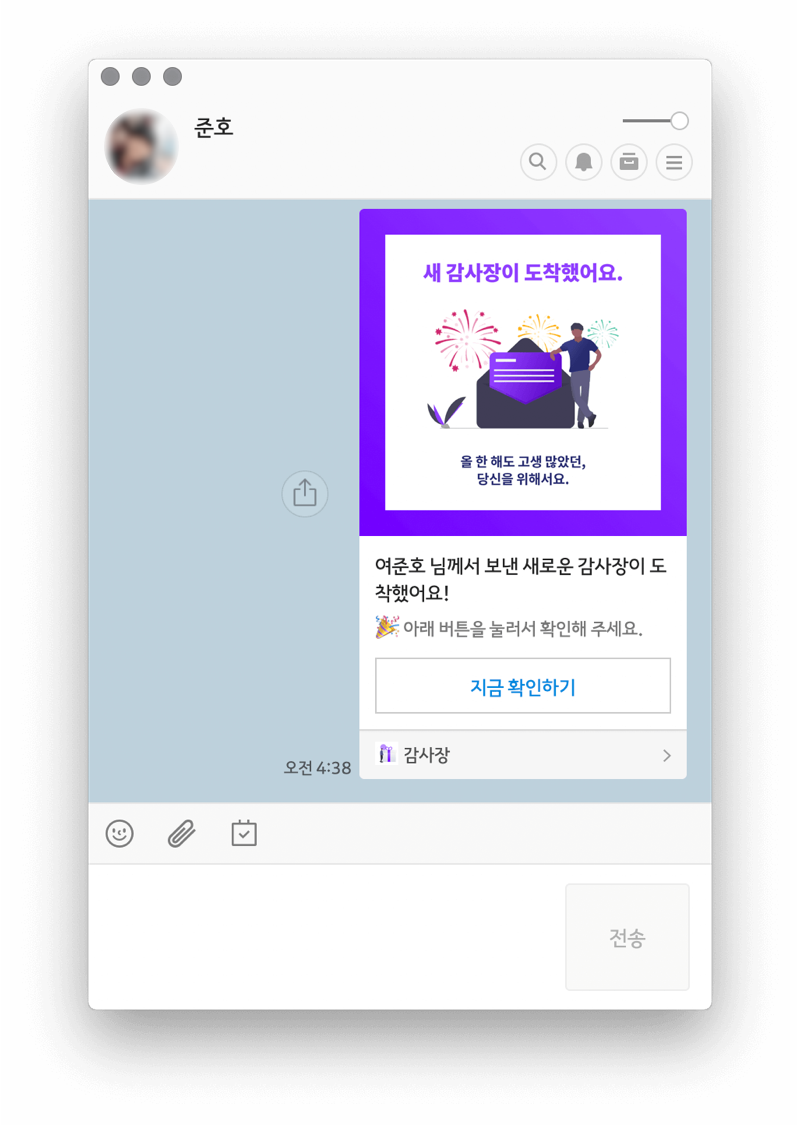 준호
새 감사장이 도착했어요.
올 한 해도 고생 많았던,
당신을 위해서요.
여준호 님께서 보낸 새로운 감사장이 도
착했어요!
🎉 아래 버튼을 눌러서 확인해 주세요.
지금 확인하기
감사장
오전 4:38
전송